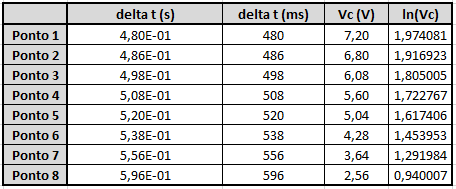 delta t (s) delta t (ms) Vc (V) ln(Vc)
Ponto 1 4,80E-01 480 7,20 1,974081
Ponto 2 4,86E-01 486 6,80 1,916923
Ponto 3 4,98E-01 498 6,08 1,805005
Ponto 4 5,08E-01 508 5,60 1,722767
Ponto 5 5,20E-01 520 5,04 1,617406
Ponto 6 5,38E-01 538 4,28 1,453953
Ponto 7 5,56E-01 556 3,64 1,291984
Ponto 8 5,96E-01 596 2,56 0,940007